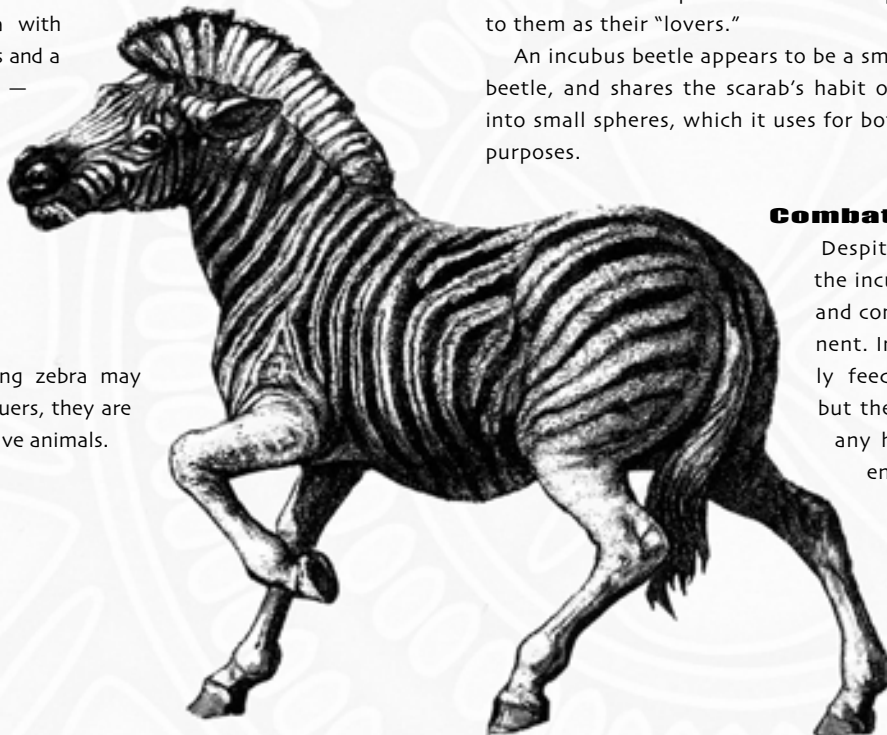 with
s and a
—
ng zebra may
uers, they are
ve animals.
to them as their “lovers.”
An incubus beetle appears to be a sm
beetle, and shares the scarab’s habit o
into small spheres, which it uses for bo
purposes.
Combat
Despit
the incu
and con
nent. In
ly feed
but the
any h
en